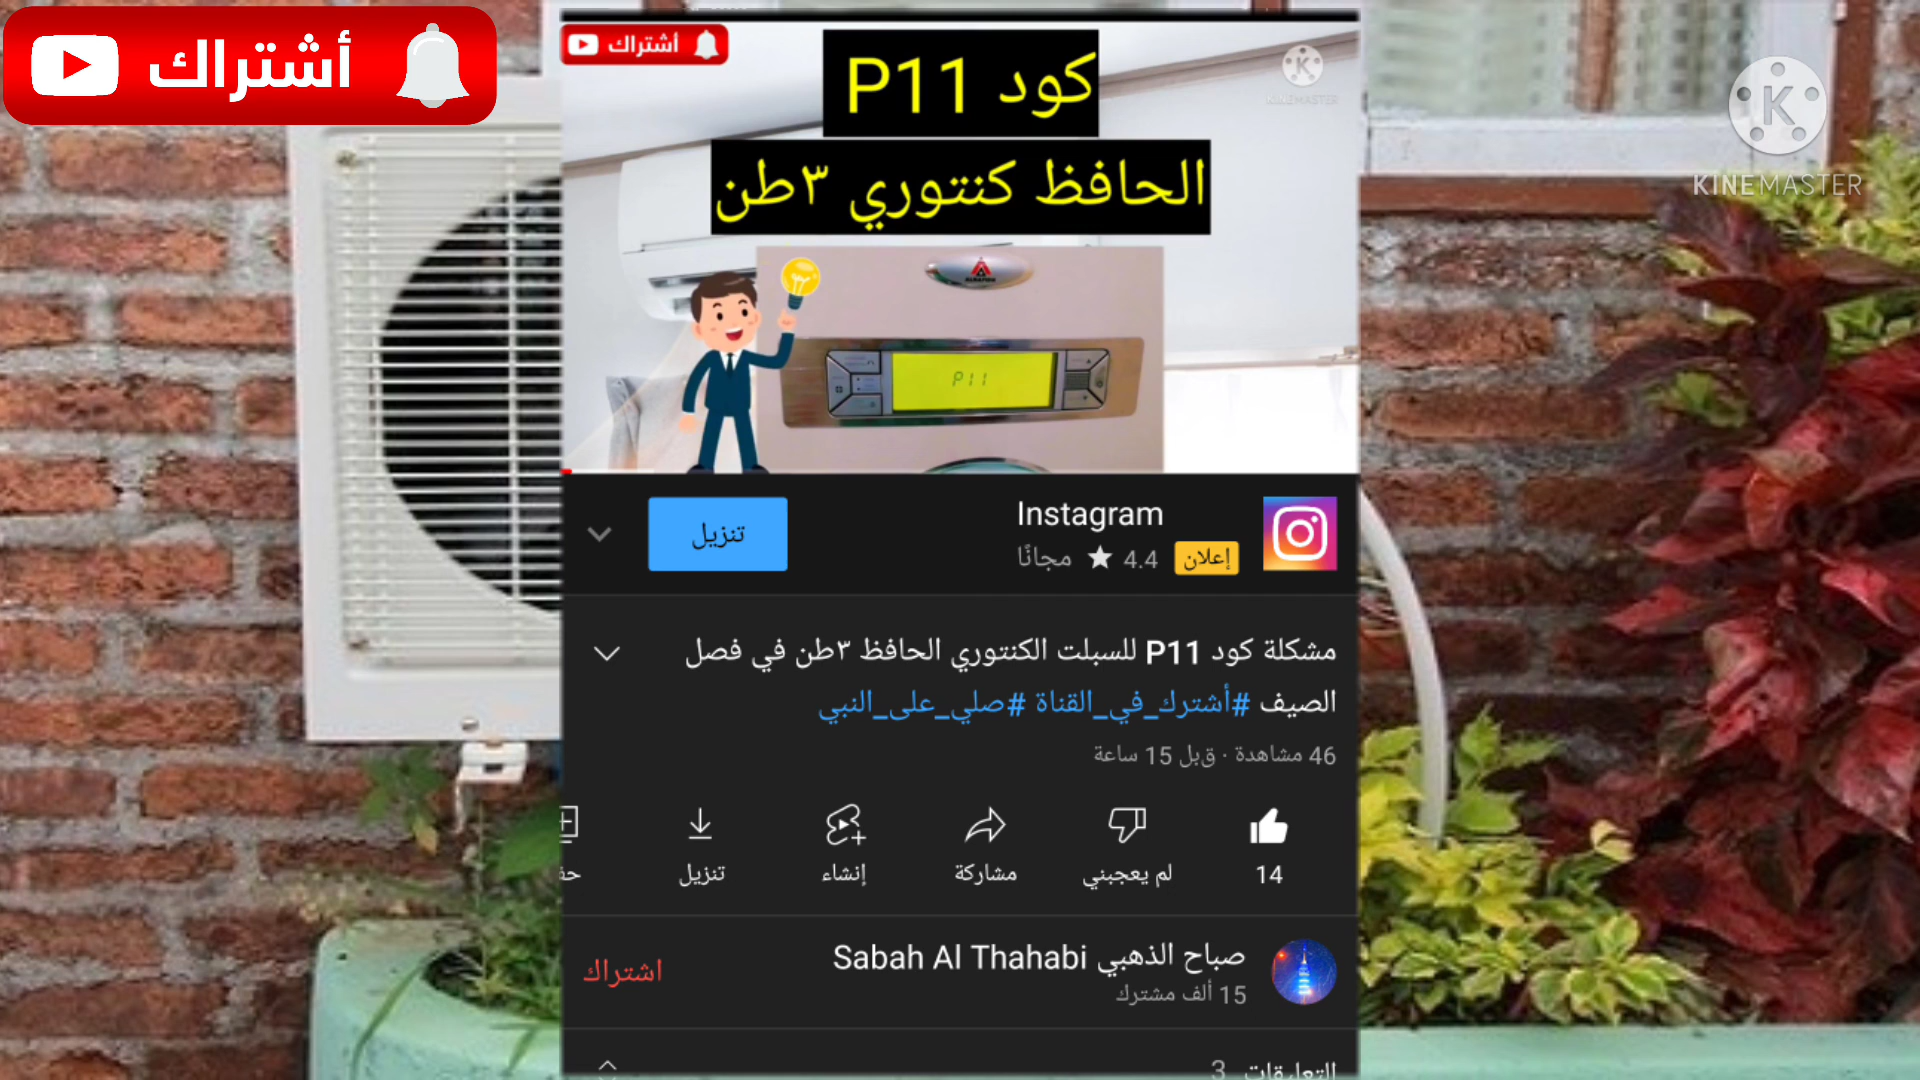 أشتراك
KINEMASTER
أشتراك
KINEMASTER
كود P11
الحافظ كنتوري ٣طن
P11
Instagram
إعلان 4.4 ★ مجانًا
تنزيل
مشكلة كود P11 للسبلت الكنتوري الحافظ ٣طن في فصل
الصيف #أشترك_في_القناة #صلي_على_النبي
46 مشاهدة · قبل 15 ساعة
14
لم يعجبني
مشاركة
إنشاء
تنزيل
حف
صباح الذهبي Sabah Al Thahabi
15 ألف مشترك
اشتراك
التعليقات 3